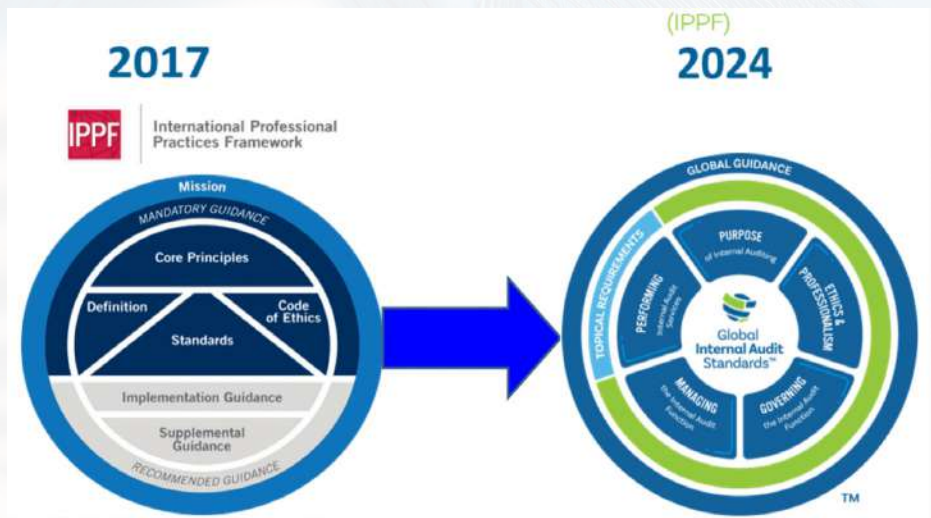 2017
IPPF
International Professional
Practices Framework
Mission
MANDATORY GUIDANCE
Core Principles
Definition
Code
of Ethics
Standards
Implementation Guidance
Supplemental
Guidance
RECOMMENDED GUIDANCE
(IPPF)
2024
GLOBAL GUIDANCE
TOPICAL REQUIREMENTS
PURPOSE
of Internal Auditing
ETHICS &
PROFESSIONALISM
GOVERNING
the Internal Audit
Function
MANAGING
the Internal Audit
Function
PERFORMING
Internal Audit
Services
Global
Internal Audit
Standards™
TM